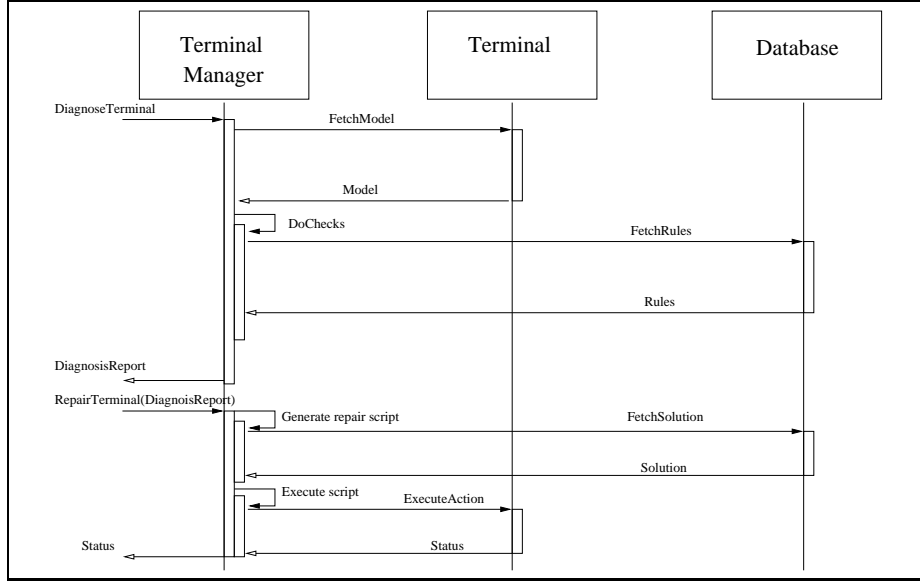 Terminal
Manager
Terminal
Database
DiagnoseTerminal
FetchModel
Model
DoChecks
FetchRules
Rules
DiagnosisReport
RepairTerminal(DiagnoisReport)
Generate repair script
FetchSolution
Solution
Execute script
ExecuteAction
Status
Status